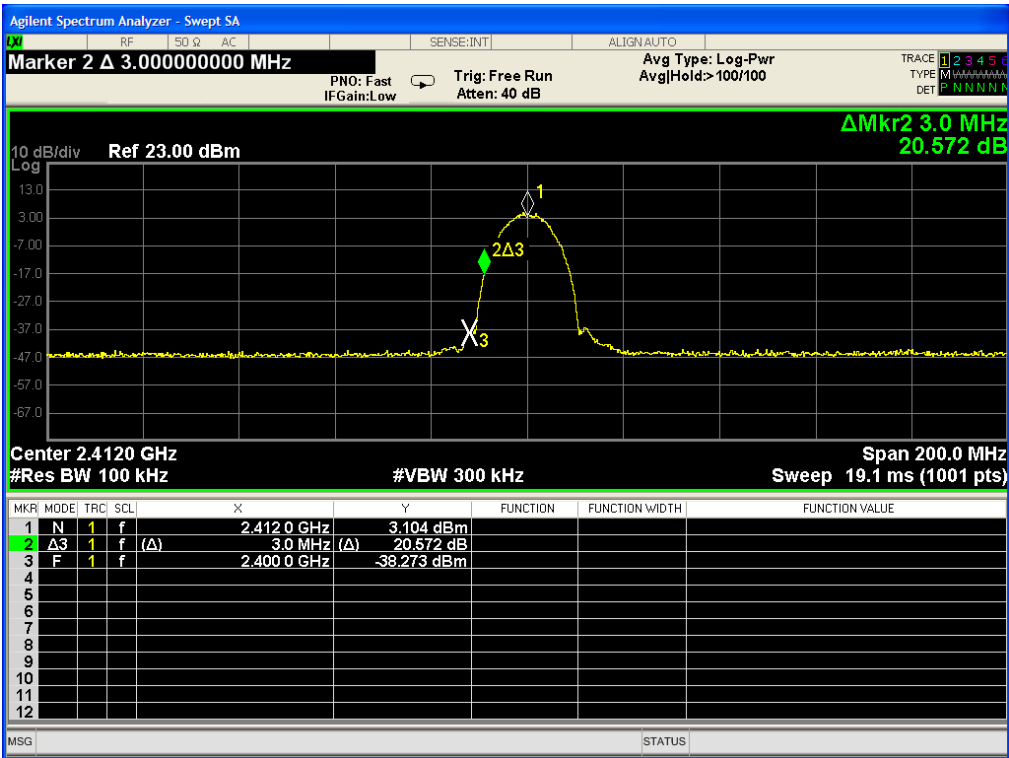 Agilent Spectrum Analyzer - Swept SA
LXI RF 50 Ω AC SENSE:INT ALIGNAUTO
Marker 2 Δ 3.000000000 MHz
PNO: Fast
IFGain:Low
Trig: Free Run
Atten: 40 dB
Avg Type: Log-Pwr
Avg|Hold:> 100/100
TRACE 1 2 3 4 5 6
TYPE M
DET P N N N N N
ΔMkr2 3.0 MHz
20.572 dB
10 dB/div Ref 23.00 dBm
Log
13.0
3.00
-7.00
-17.0
-27.0
-37.0
-47.0
-57.0
-67.0
1
2Δ3
3
Center 2.4120 GHz Span 200.0 MHz
#Res BW 100 kHz #VBW 300 kHz Sweep 19.1 ms (1001 pts)
MKR MODE TRC SCL X Y FUNCTION FUNCTION WIDTH FUNCTION VALUE
1 N 1 f 2.412 0 GHz 3.104 dBm
2 Δ3 1 f (Δ) 3.0 MHz (Δ) 20.572 dB
3 F 1 f 2.400 0 GHz -38.273 dBm
4
5
6
7
8
9
10
11
12
MSG STATUS